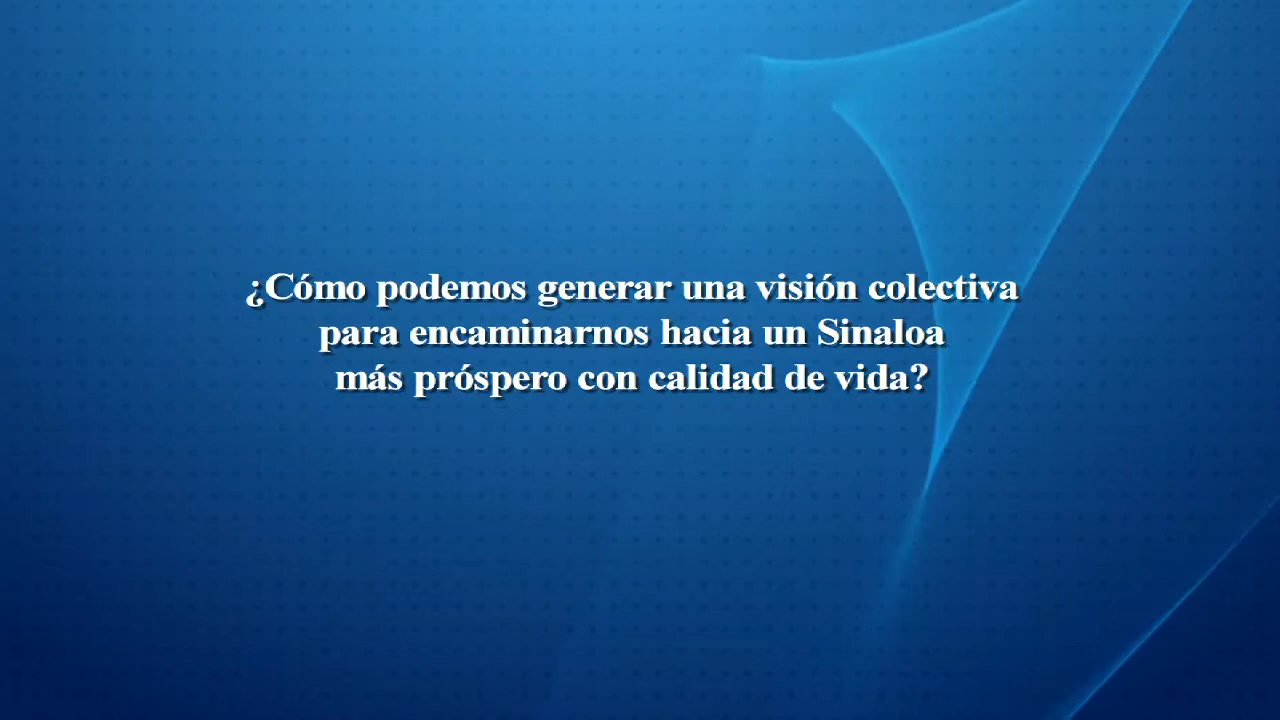 ¿Cómo podemos generar una visión colectiva
para encaminarnos hacia un Sinaloa
más próspero con calidad de vida?